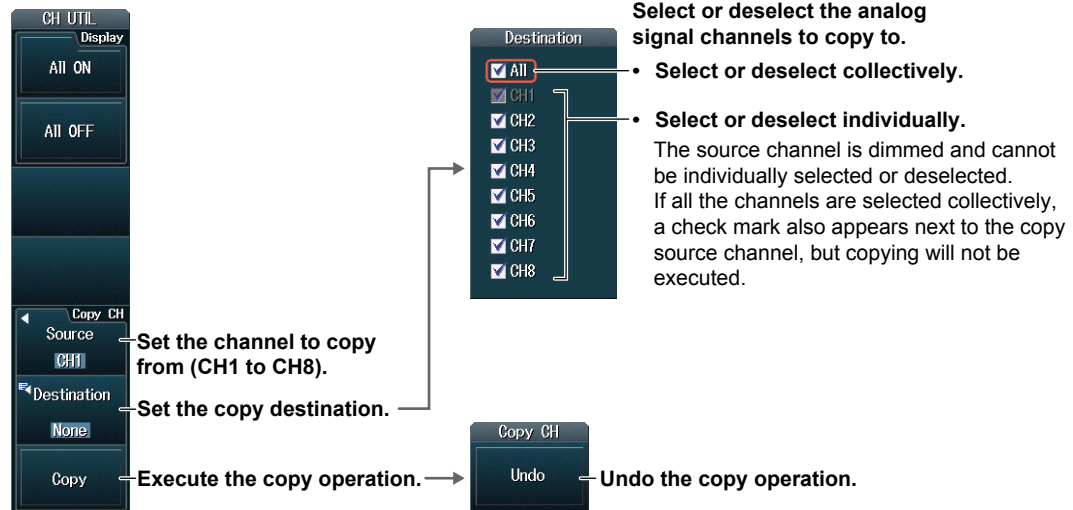 CH UTIL
Display
All ON
All OFF
Copy CH
Source
CH1
Destination
None
Copy
Set the channel to copy
from (CH1 to CH8).
Set the copy destination.
Execute the copy operation.
Destination
All
CH1
CH2
CH3
CH4
CH5
CH6
CH7
CH8
Select or deselect the analog
signal channels to copy to.
• Select or deselect collectively.
• Select or deselect individually.
The source channel is dimmed and cannot
be individually selected or deselected.
If all the channels are selected collectively,
a check mark also appears next to the copy
source channel, but copying will not be
executed.
Copy CH
Undo
Undo the copy operation.